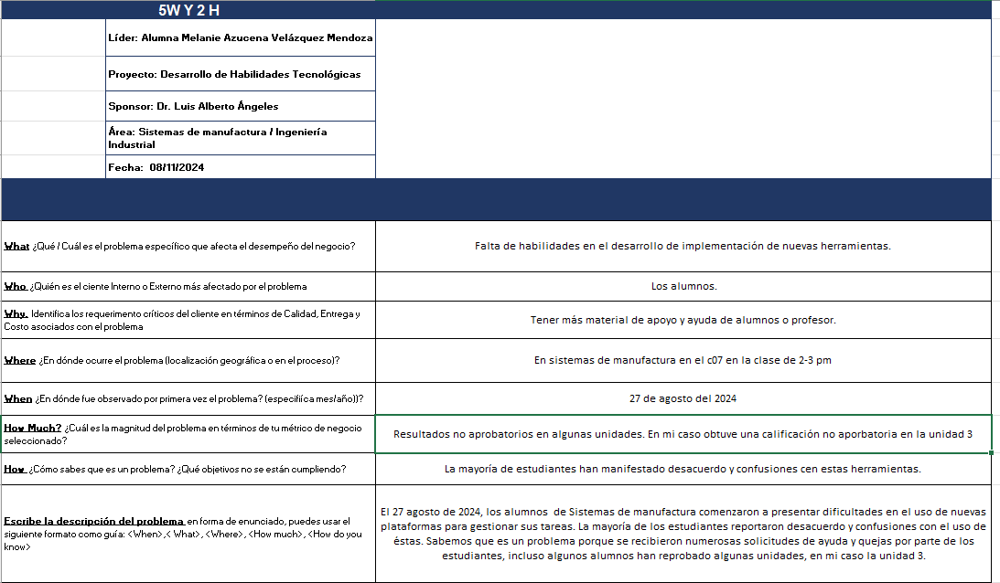 5W Y 2 H
Líder: Alumna Melanie Azucena Velázquez Mendoza
Proyecto: Desarrollo de Habilidades Tecnológicas
Sponsor: Dr. Luis Alberto Ángeles
Área: Sistemas de manufactura / Ingeniería
Industrial
Fecha: 08/11/2024
What ¿Qué / Cuál es el problema específico que afecta el desempeño del negocio?
Falta de habilidades en el desarrollo de implementación de nuevas herramientas.
Who ¿Quién es el ciente Interno o Externo más afectado por el problema
Los alumnos.
Why. Identifica los requerimento críticos del cliente en términos de Calidad, Entrega y
Costo asociados con el problema
Tener más material de apoyo y ayuda de alumnos o profesor.
Where ¿En dónde ocurre el problema (localización geográfica o en el proceso)?
En sistemas de manufactura en el c07 en la clase de 2-3 pm
When ¿En dónde fue observado por primera vez el problema? (especifiíca mes/año))?
27 de agosto del 2024
How Much? ¿Cuál es la magnitud del problema en términos de tu métrico de negocio
seleccionado?
Resultados no aprobatorios en algunas unidades. En mi caso obtuve una calificación no aporbatoria en la unidad 3
How ¿Cómo sabes que es un problema? ¿Qué objetivos no se están cumpliendo?
La mayoría de estudiantes han manifestado desacuerdo y confusiones cen estas herramientas.
Escribe la descripción del problema en forma de enunciado, puedes usar el
siguiente formato como guía: <When>,< What>, <Where>, <How much>, <How do you
know>
El 27 agosto de 2024, los alumnos de Sistemas de manufactura comenzaron a presentar dificultades en el uso de nuevas
plataformas para gestionar sus tareas. La mayoría de los estudiantes reportaron desacuerdo y confusiones con el uso de
éstas. Sabemos que es un problema porque se recibieron numerosas solicitudes de ayuda y quejas por parte de los
estudiantes, incluso algunos alumnos han reprobado algunas unidades, en mi caso la unidad 3.